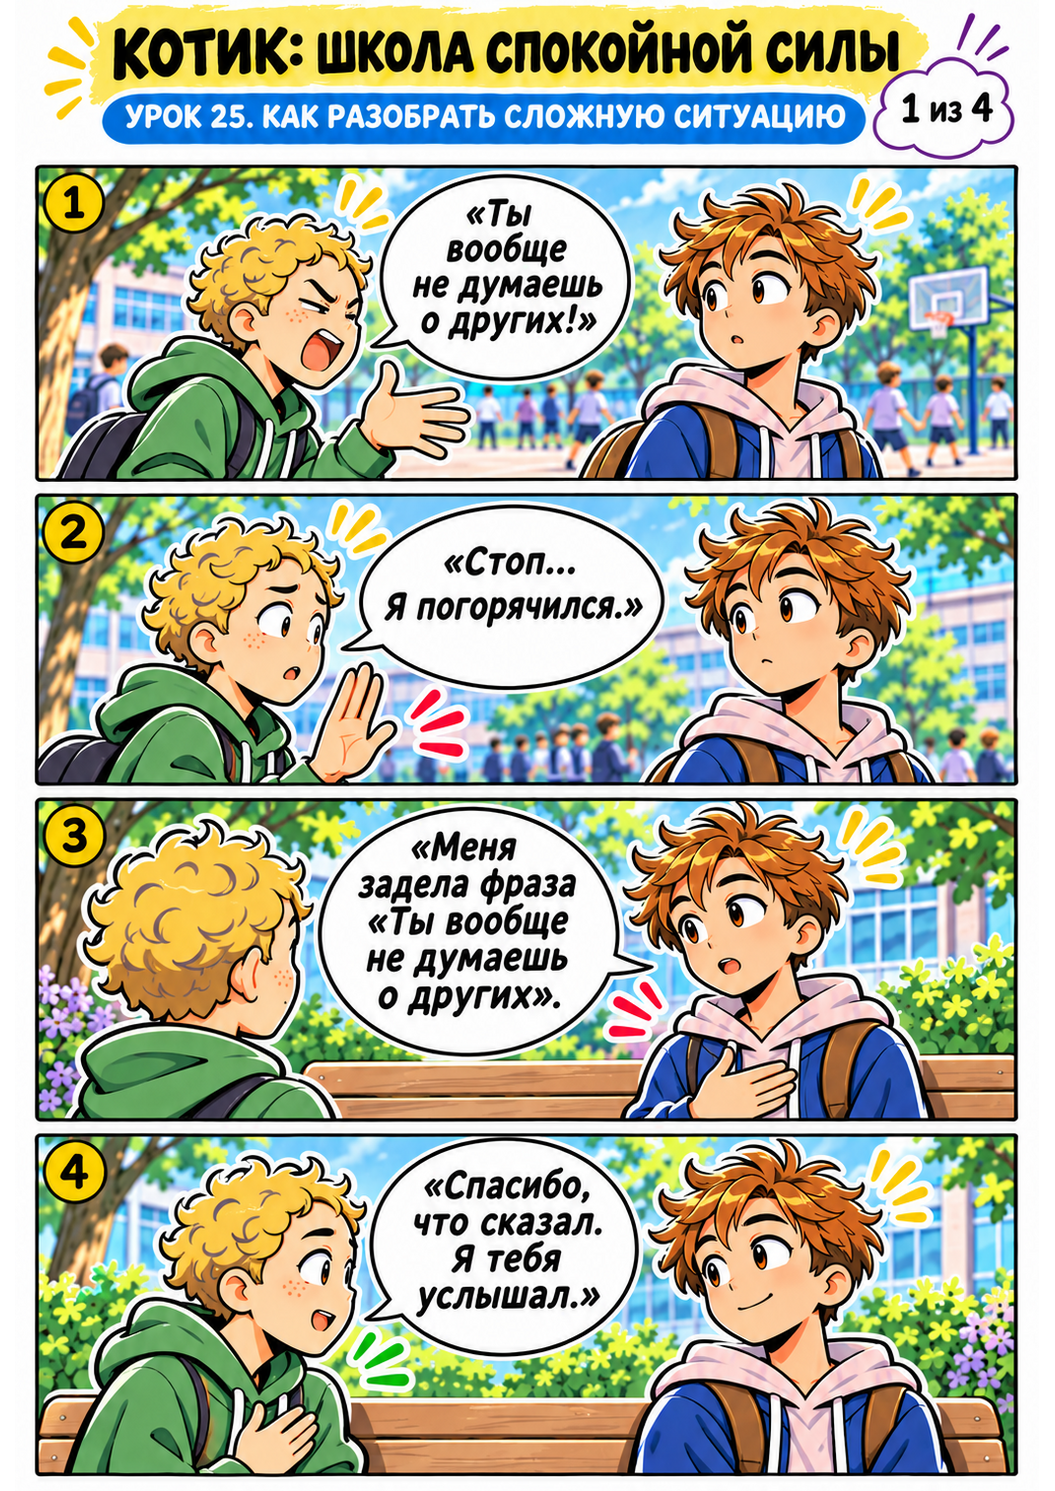 КОТИК: ШКОЛА СПОКОЙНОЙ СИЛЫ
УРОК 25. КАК РАЗОБРАТЬ СЛОЖНУЮ СИТУАЦИЮ
1 из 4
1
«Ты
вообще
не думаешь
о других!»
2
«Стоп...
Я погорячился.»
3
«Меня
задела фраза
«Ты вообще
не думаешь
о других».
4
«Спасибо,
что сказал.
Я тебя
услышал.»